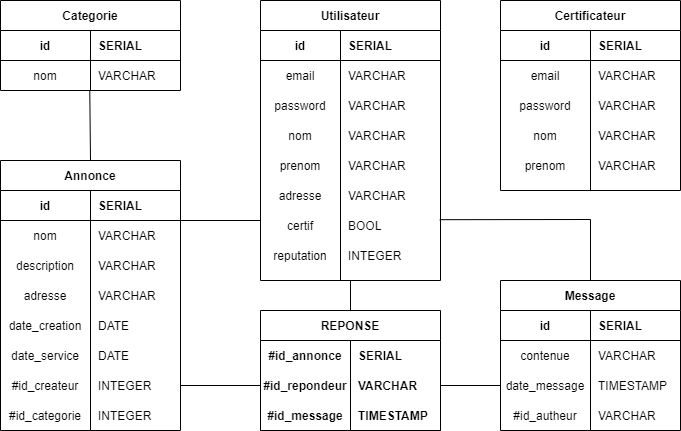 Categorie
id SERIAL
nom VARCHAR
Utilisateur
id SERIAL
email VARCHAR
password VARCHAR
nom VARCHAR
prenom VARCHAR
adresse VARCHAR
certif BOOL
reputation INTEGER
Certificateur
id SERIAL
email VARCHAR
password VARCHAR
nom VARCHAR
prenom VARCHAR
Annonce
id SERIAL
nom VARCHAR
description VARCHAR
adresse VARCHAR
date_creation DATE
date_service DATE
#id_createur INTEGER
#id_categorie INTEGER
REPONSE
#id_annonce SERIAL
#id_repondeur VARCHAR
#id_message TIMESTAMP
Message
id SERIAL
contenue VARCHAR
date_message TIMESTAMP
#id_autheur VARCHAR